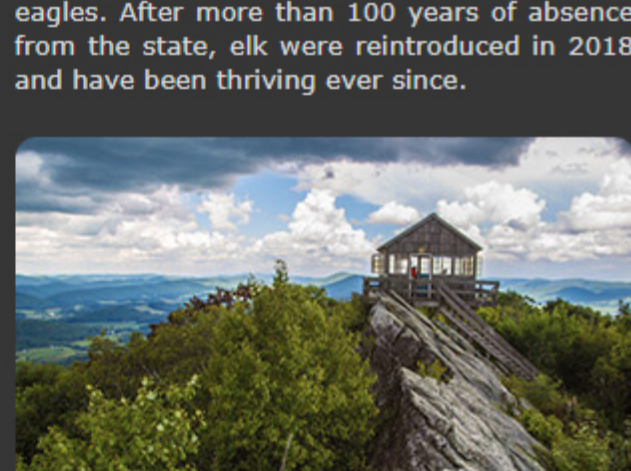 eagles. After more than 100 years of absence
from the state, elk were reintroduced in 2018
and have been thriving ever since.